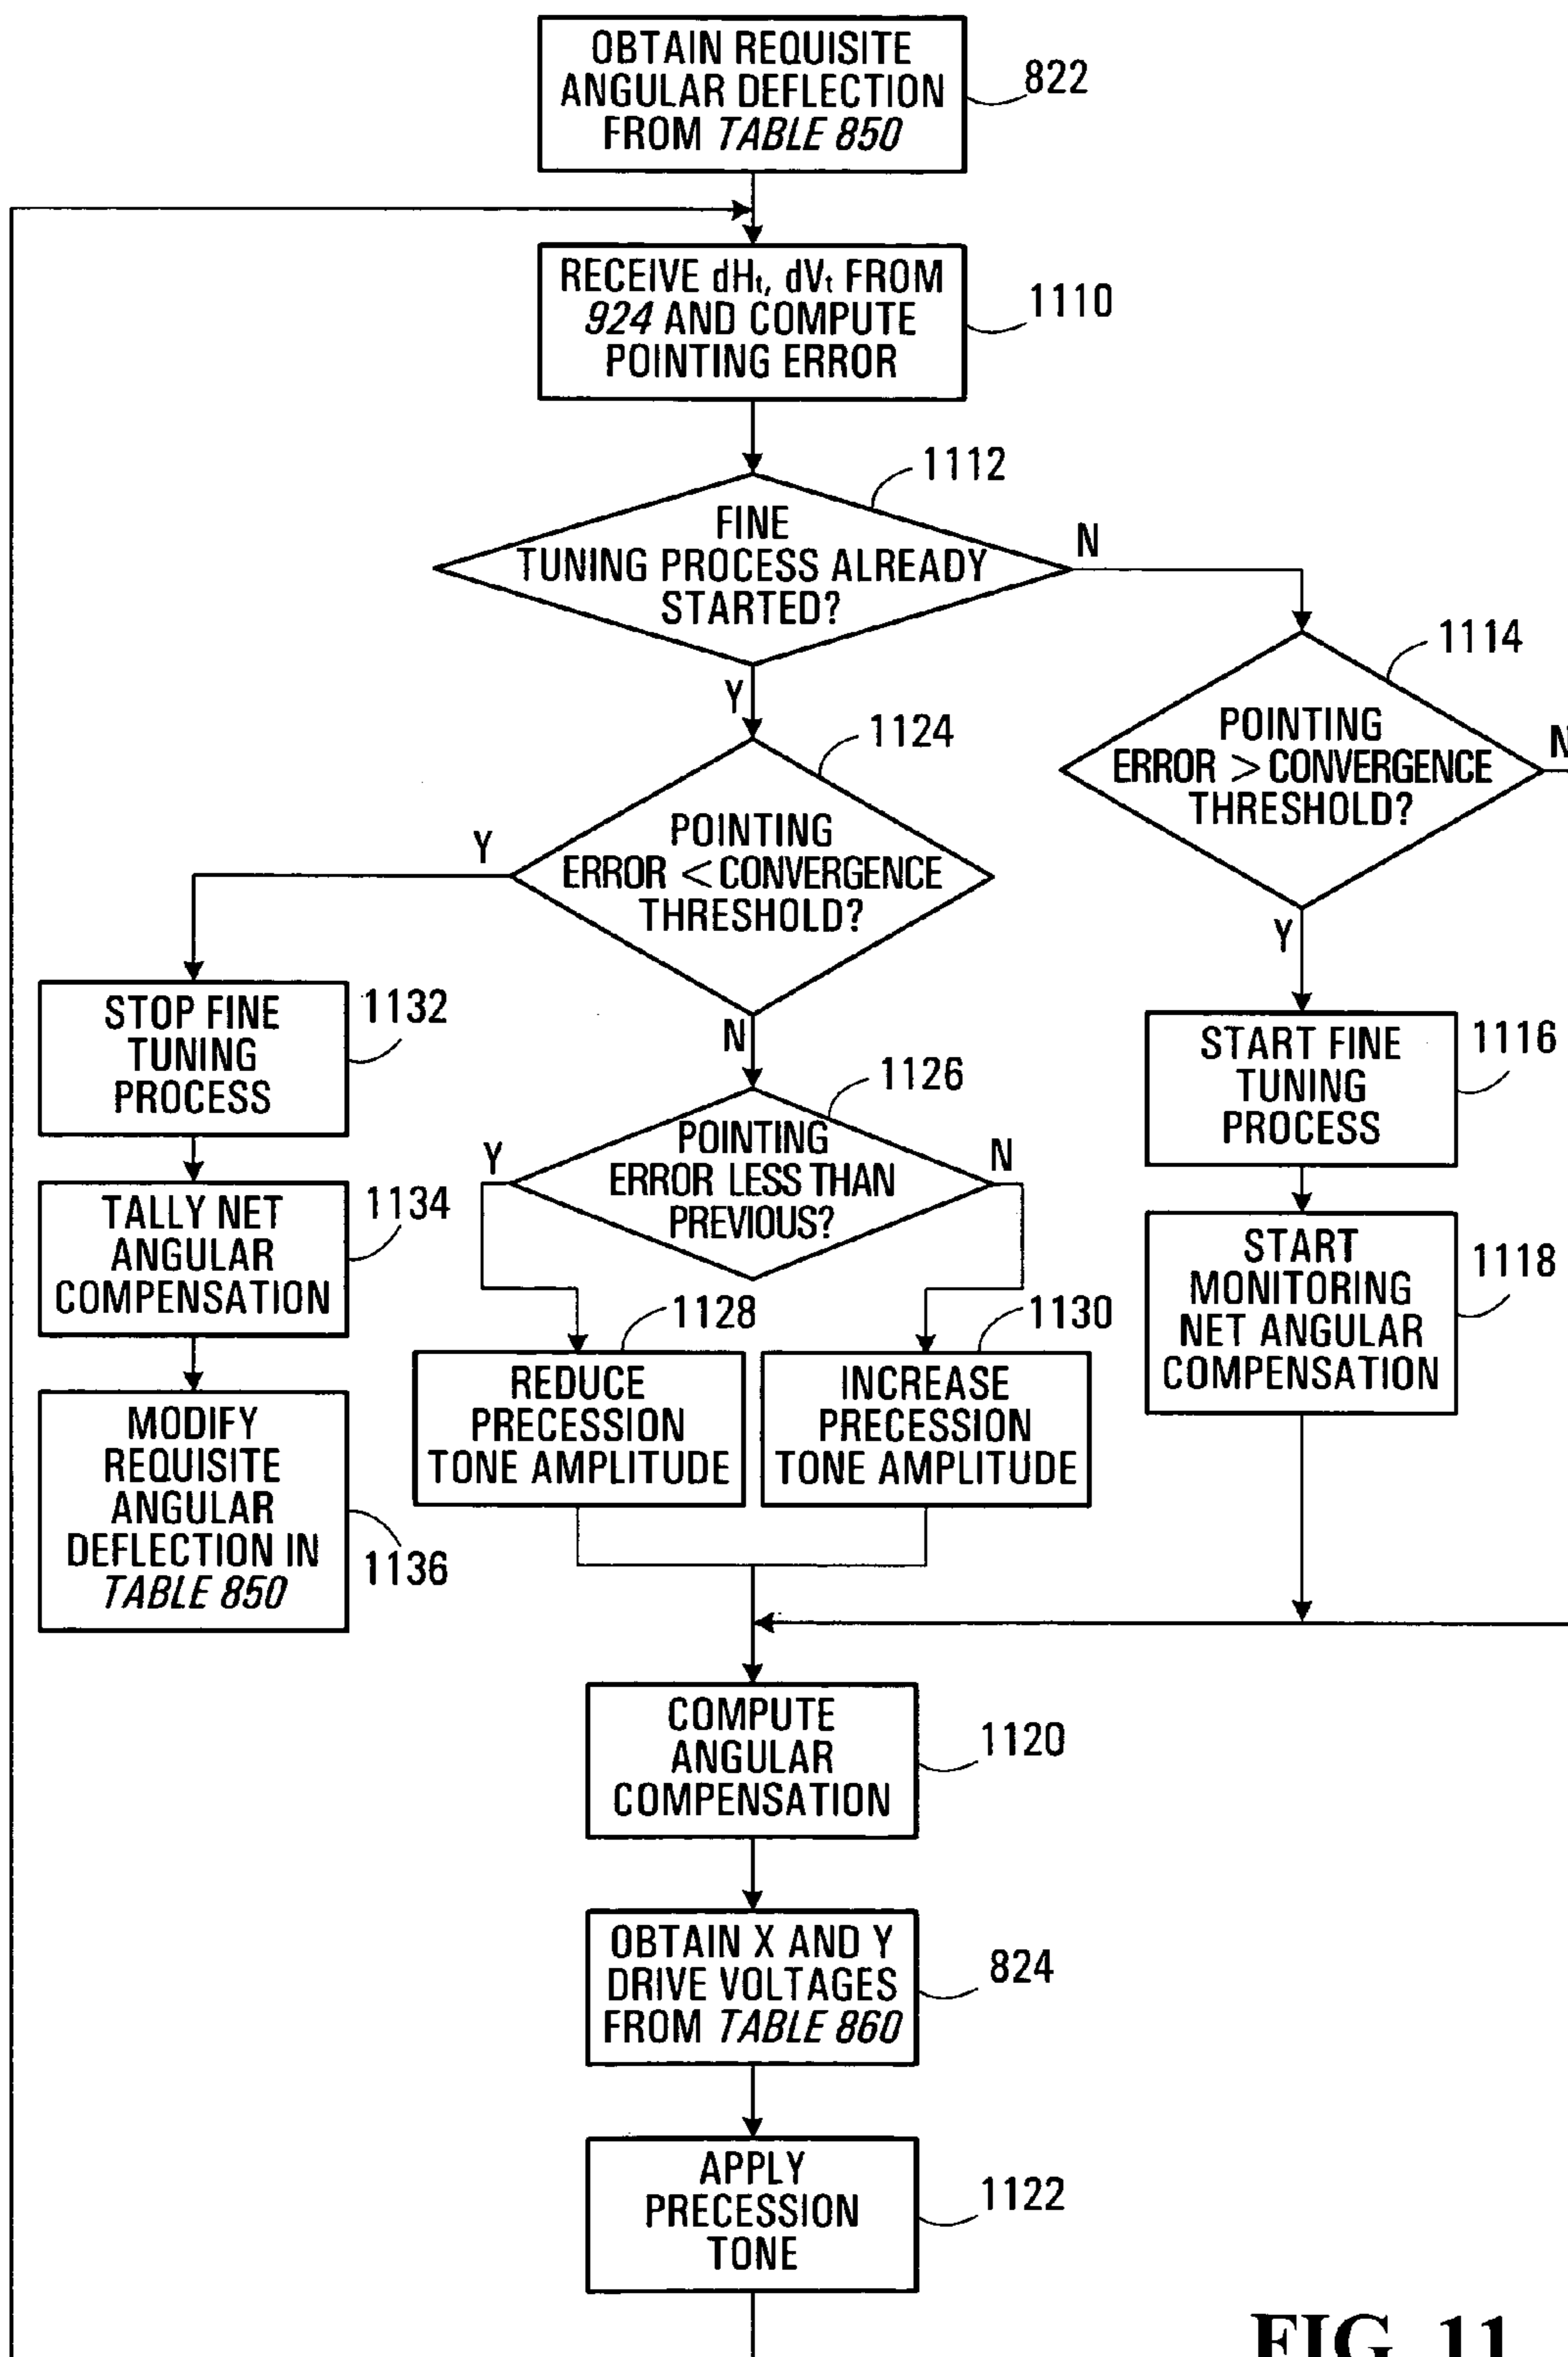 OBTAIN REQUISITE
ANGULAR DEFLECTION
FROM TABLE 850
822
RECEIVE dHt, dVt FROM
924 AND COMPUTE
POINTING ERROR
1110
1112
FINE
TUNING PROCESS ALREADY
STARTED?
N
Y
1114
POINTING
ERROR > CONVERGENCE
THRESHOLD?
N
Y
1124
POINTING
ERROR < CONVERGENCE
THRESHOLD?
Y
N
STOP FINE
TUNING
PROCESS
1132
1126
POINTING
ERROR LESS THAN
PREVIOUS?
Y
N
START FINE
TUNING
PROCESS
1116
TALLY NET
ANGULAR
COMPENSATION
1134
START
MONITORING
NET ANGULAR
COMPENSATION
1118
1128
REDUCE
PRECESSION
TONE AMPLITUDE
1130
INCREASE
PRECESSION
TONE AMPLITUDE
MODIFY
REQUISITE
ANGULAR
DEFLECTION IN
TABLE 850
1136
COMPUTE
ANGULAR
COMPENSATION
1120
OBTAIN X AND Y
DRIVE VOLTAGES
FROM TABLE 860
824
APPLY
PRECESSION
TONE
1122
FIG. 11